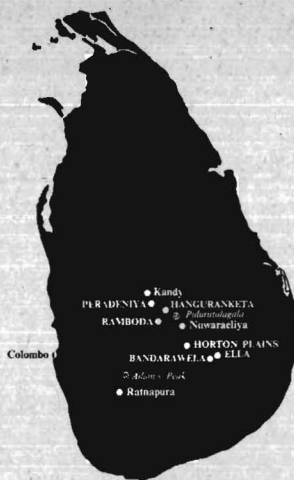 Kandy
PERADENIYA
HANGURANKETA
Pidurutalagala
RAMBODA
Nuwaraeliya
HORTON PLAINS
Colombo
BANDARAWELA
ELLA
Adam's Peak
Ratnapura